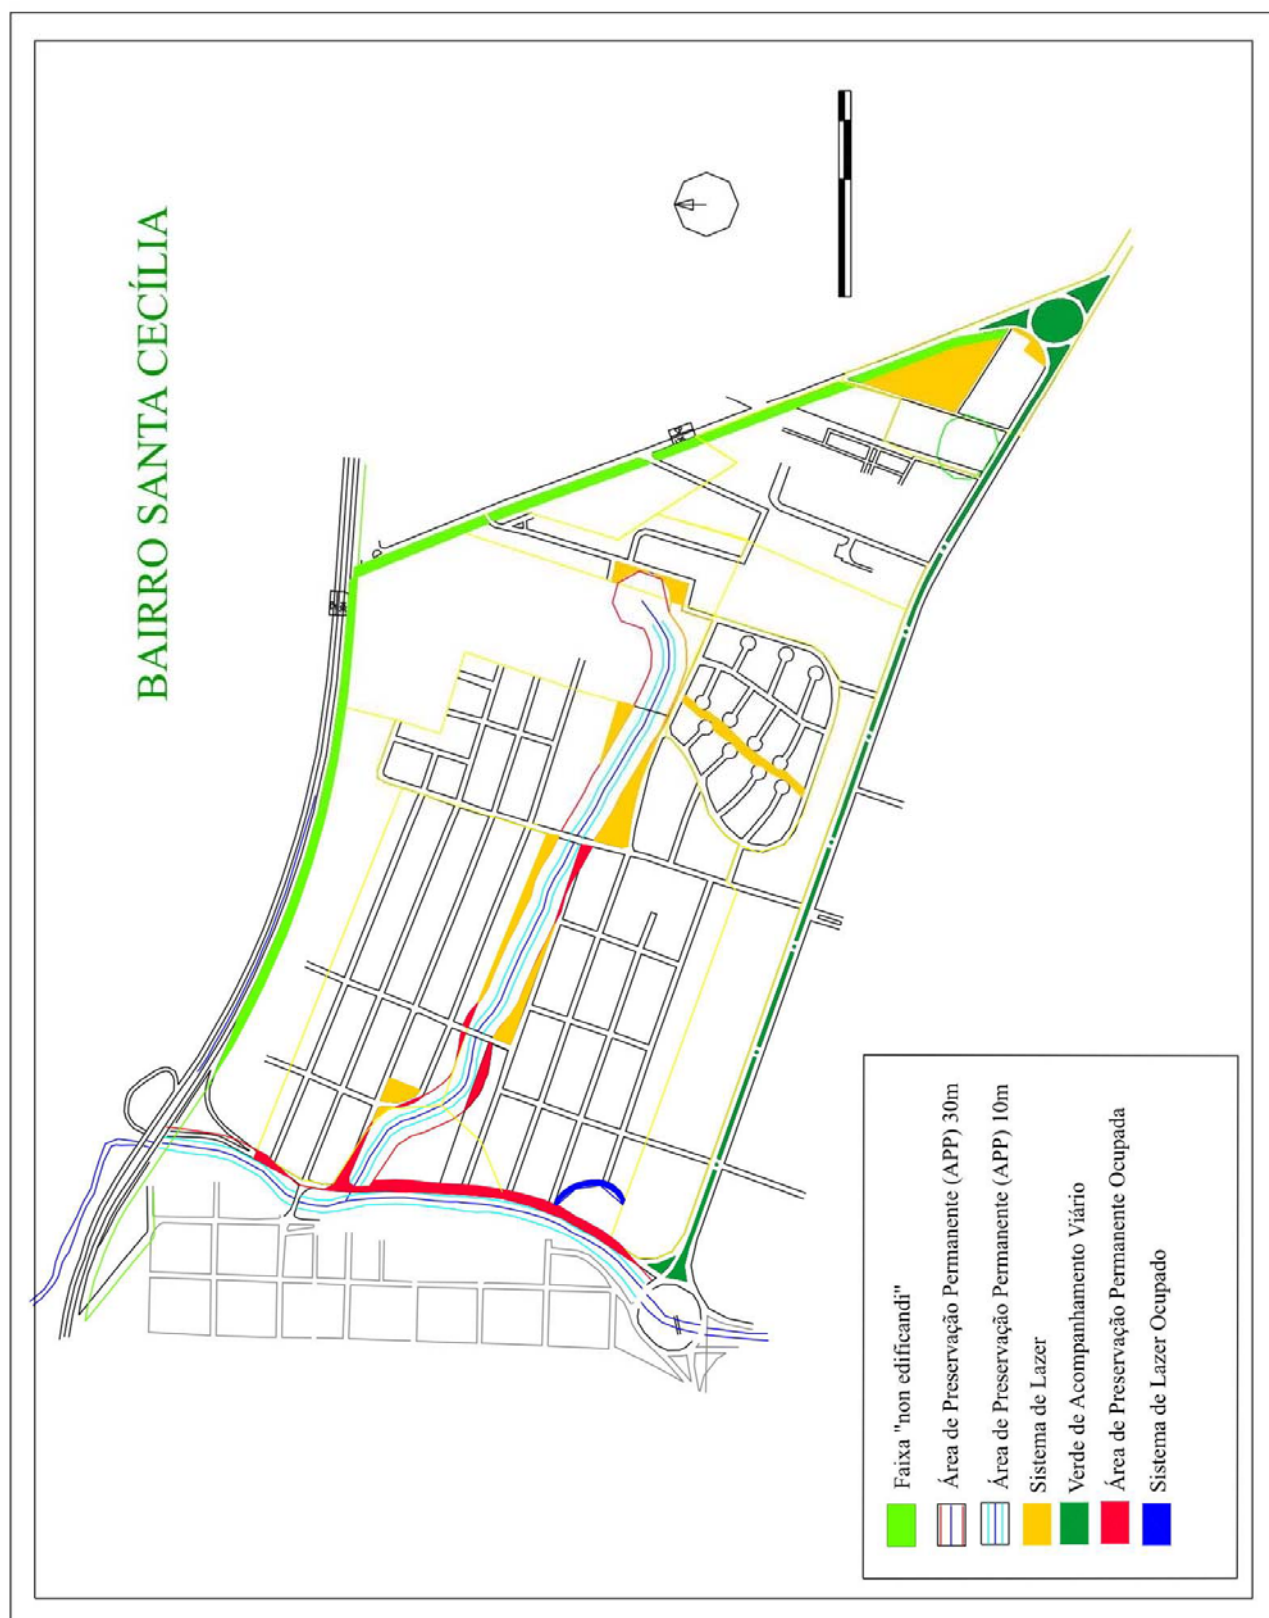 BAIRRO SANTA CECÍLIA
Faixa "non edificandi"
Área de Preservação Permanente (APP) 30m
Área de Preservação Permanente (APP) 10m
Sistema de Lazer
Verde de Acompanhamento Viário
Área de Preservação Permanente Ocupada
Sistema de Lazer Ocupado